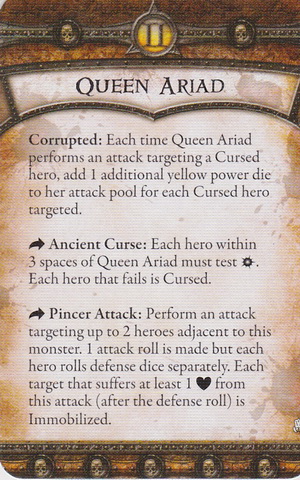 II
QUEEN ARIAD
Corrupted: Each time Queen Ariad
performs an attack targeting a Cursed
hero, add 1 additional yellow power die
to her attack pool for each Cursed hero
targeted.
Ancient Curse: Each hero within
3 spaces of Queen Ariad must test
.
Each hero that fails is Cursed.
Pincer Attack: Perform an attack
targeting up to 2 heroes adjacent to this
monster. 1 attack roll is made but each
hero rolls defense dice separately. Each
target that suffers at least 1 ♥ from
this attack (after the defense roll) is
Immobilized.